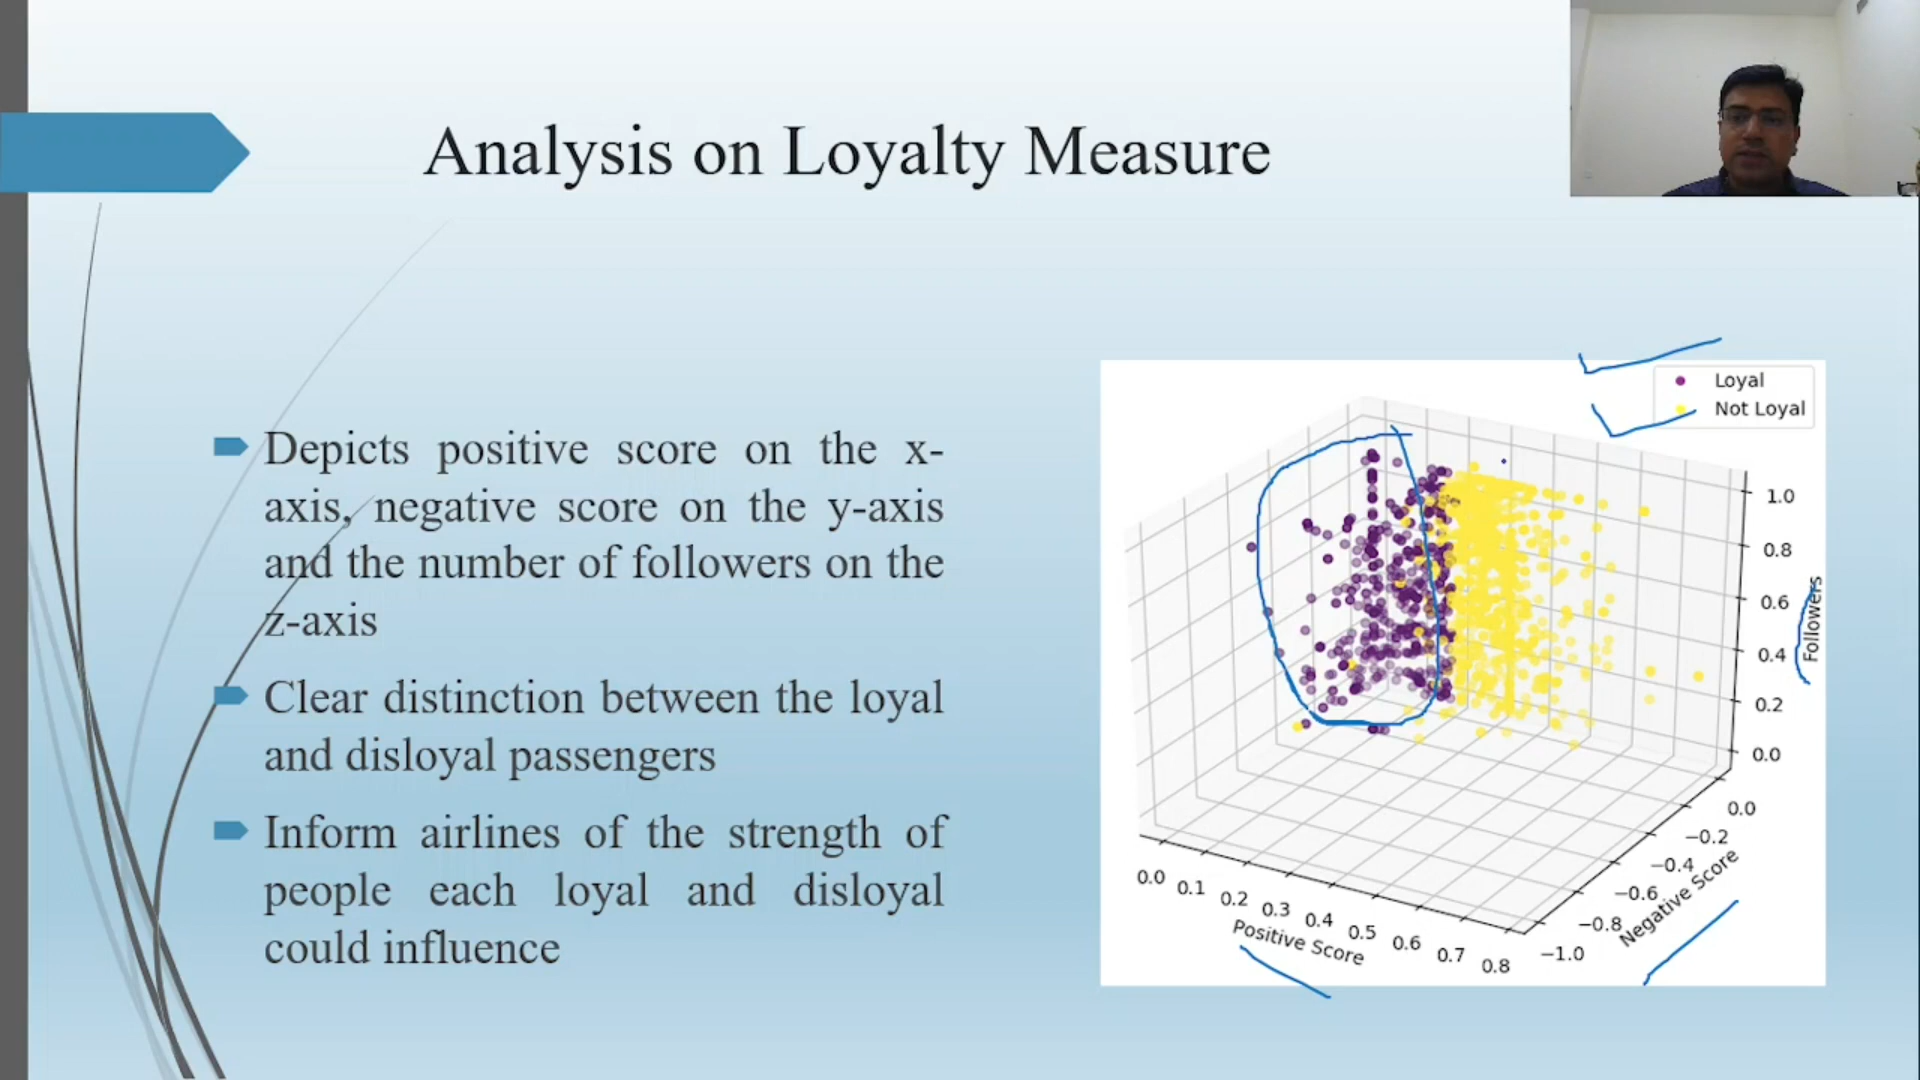 Analysis on Loyalty Measure
Depicts positive score on the x-
axis, negative score on the y-axis
and the number of followers on the
z-axis
Clear distinction between the loyal
and disloyal passengers
Inform airlines of the strength of
people each loyal and disloyal
could influence
Loyal
Not Loyal
1.0
0.8
0.6
0.4
0.2
0.0
Followers
0.0
−0.2
−0.4
−0.6
−0.8
−1.0
Negative Score
0.0 0.1 0.2 0.3 0.4 0.5 0.6 0.7 0.8
Positive Score